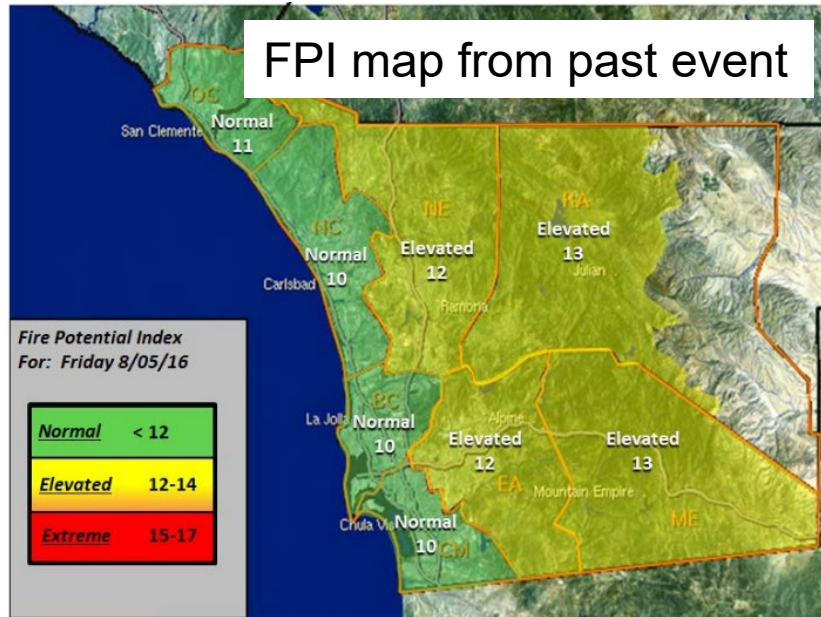 FPI map from past event
OC
San Clemente
Normal
11
NC
Normal
10
Carlsbad
NE
Elevated
12
Ramona
RA
Elevated
13
Julian
Fire Potential Index
For: Friday 8/05/16
Normal < 12
Elevated 12-14
Extreme 15-17
La Jolla
BC
Normal
10
Alpine
Elevated
12
EA
Elevated
13
Mountain Empire
ME
Chula Vis
Normal
10
CM